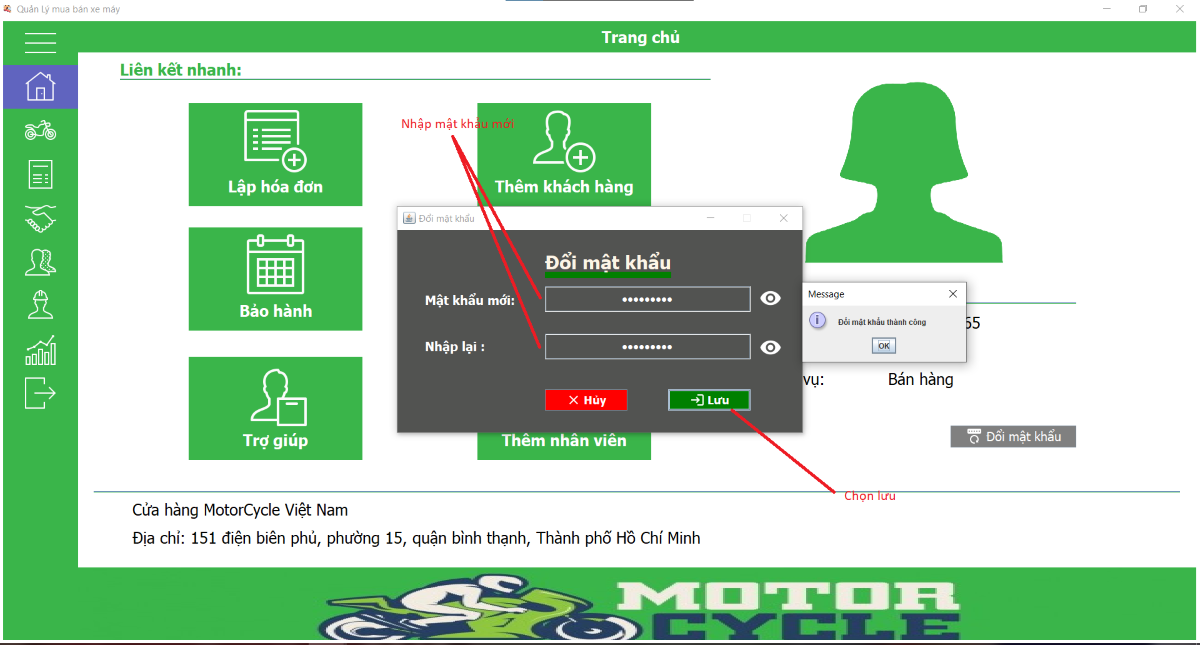 Quản lý mua bán xe máy
Trang chủ
Liên kết nhanh:
Nhập mật khẩu mới
Lập hóa đơn
Thêm khách hàng
Đổi mật khẩu
Đổi mật khẩu
Mật khẩu mới:
Nhập lại :
Hủy
Lưu
Message
Đổi mật khẩu thành công
OK
65
vụ:
Bán hàng
Bảo hành
Trợ giúp
Thêm nhân viên
Đổi mật khẩu
Chọn lưu
Cửa hàng MotorCycle Việt Nam
Địa chỉ: 151 điện biên phủ, phường 15, quận bình thạnh, Thành phố Hồ Chí Minh
MOTOR
CYCLE